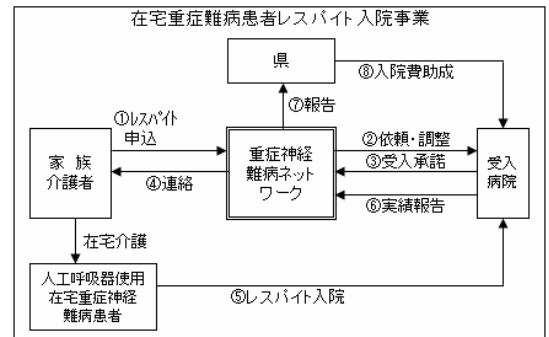 在宅重症難病患者レスパイト入院事業
県
⑧入院費助成
⑦報告
①レスパイト
申込
家族
介護者
重症神経
難病ネット
ワーク
②依頼・調整
③受入承諾
④連絡
⑥実績報告
受入
病院
在宅介護
人工呼吸器使用
在宅重症神経
難病患者
⑤レスパイト入院